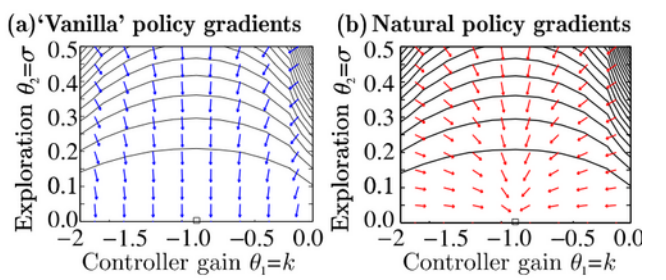 (a) ‘Vanilla’ policy gradients
(b) Natural policy gradients
Exploration θ₂=σ
0.5
0.4
0.3
0.2
0.1
0.0
−2 −1.5 −1.0 −0.5 0.0
Controller gain θ₁=k
Exploration θ₂=σ
0.5
0.4
0.3
0.2
0.1
0.0
−2 −1.5 −1.0 −0.5 0.0
Controller gain θ₁=k